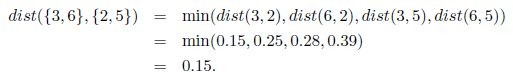 dist({3, 6}, {2, 5}) = min(dist(3, 2), dist(6, 2), dist(3, 5), dist(6, 5))
= min(0.15, 0.25, 0.28, 0.39)
= 0.15.